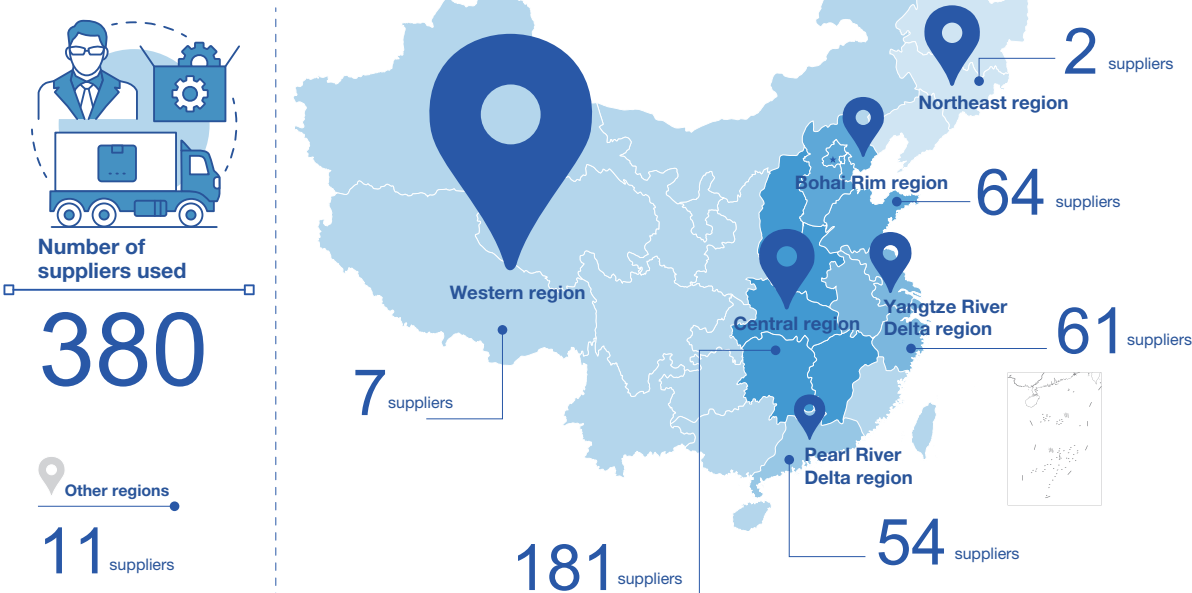 Number of
suppliers used
380
Other regions
11 suppliers
2 suppliers
Northeast region
Bohai Rim region
64 suppliers
Western region
7 suppliers
Central region
Yangtze River
Delta region
61 suppliers
Pearl River
Delta region
54 suppliers
181 suppliers